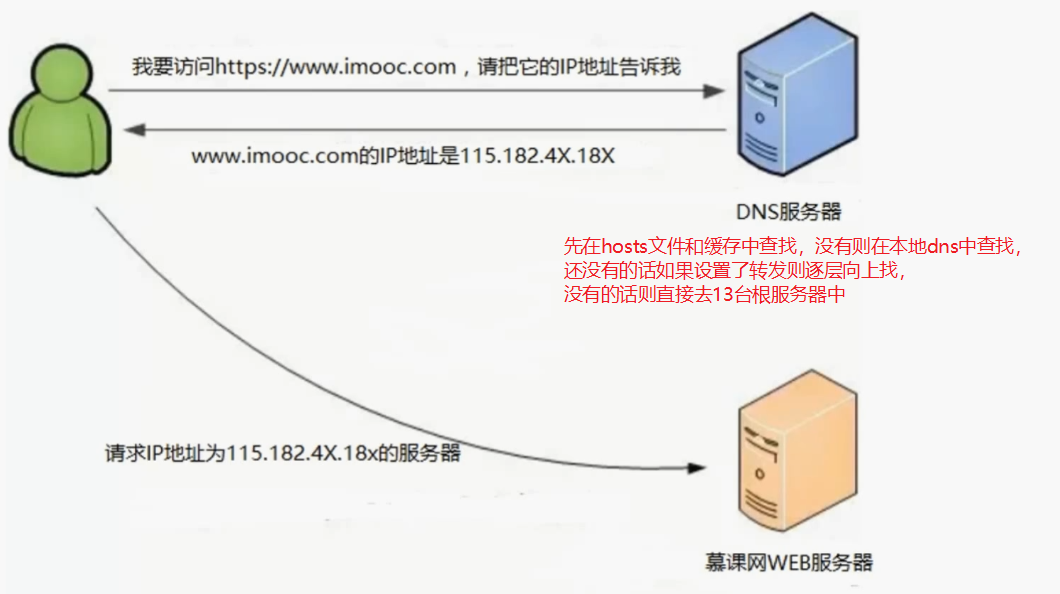 我要访问https://www.imooc.com，请把它的IP地址告诉我
www.imooc.com的IP地址是115.182.4X.18X
DNS服务器
先在hosts文件和缓存中查找，没有则在本地dns中查找，
还没有的话如果设置了转发则逐层向上找，
没有的话则直接去13台根服务器中
请求IP地址为115.182.4X.18x的服务器
慕课网WEB服务器